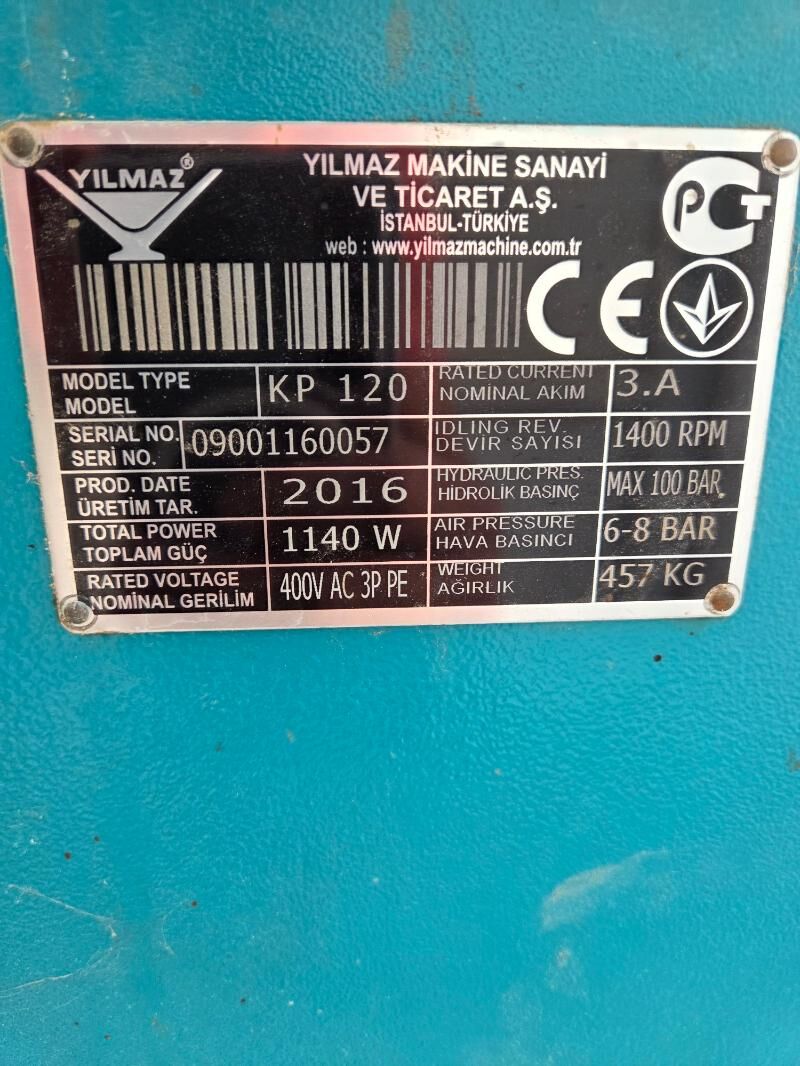 YILMAZ®
YILMAZ MAKİNE SANAYİ
VE TİCARET A.Ş.
İSTANBUL-TÜRKİYE
web : www.yilmazmachine.com.tr
PCT
CE
MODEL TYPE
MODEL
KP 120
RATED CURRENT
NOMİNAL AKIM
3.A
SERIAL NO.
SERİ NO.
09001160057
IDLING REV.
DEVIR SAYISI
1400 RPM
PROD. DATE
ÜRETİM TAR.
2016
HYDRAULIC PRES.
HİDROLİK BASINÇ
MAX 100 BAR
TOTAL POWER
TOPLAM GÜÇ
1140 W
AIR PRESSURE
HAVA BASINCI
6-8 BAR
RATED VOLTAGE
NOMİNAL GERİLİM
400V AC 3P PE
WEIGHT
AĞIRLIK
457 KG